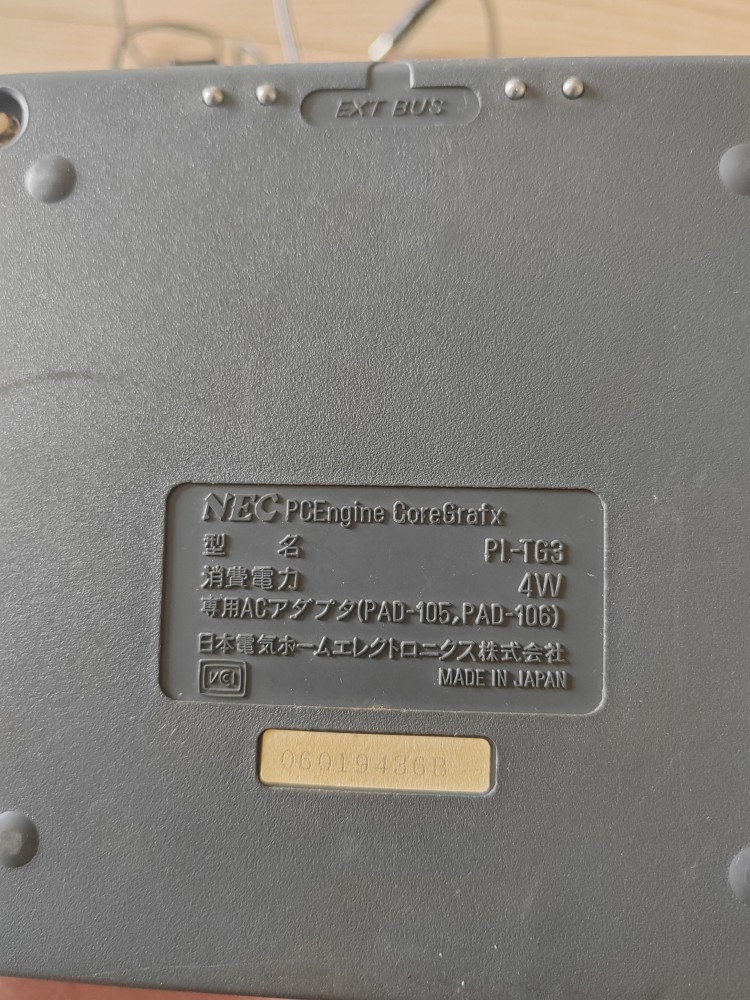 EXT BUS
NEC PCEngine CoreGrafx
型 名 PI-TG3
消費電力 4W
専用ACアダプタ(PAD-105,PAD-106)
日本電気ホームエレクトロニクス株式会社
VCI MADE IN JAPAN
06019436B